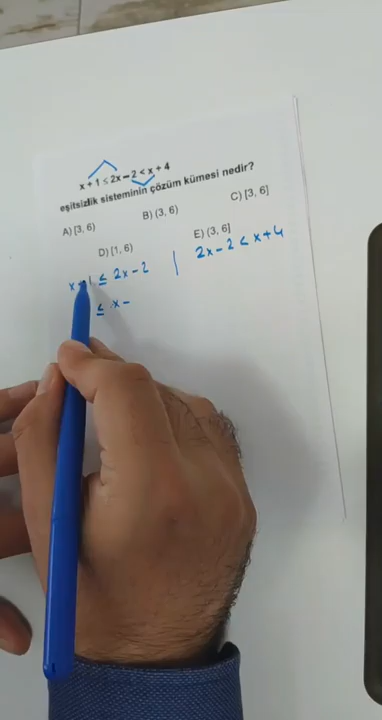 x + 1 ≤ 2x – 2 < x + 4
eşitsizlik sisteminin çözüm kümesi nedir?
A) [3, 6)
B) (3, 6)
C) [3, 6]
D) [1, 6)
E) (3, 6]
x + 1 ≤ 2x - 2 | 2x - 2 < x + 4
≤ x -